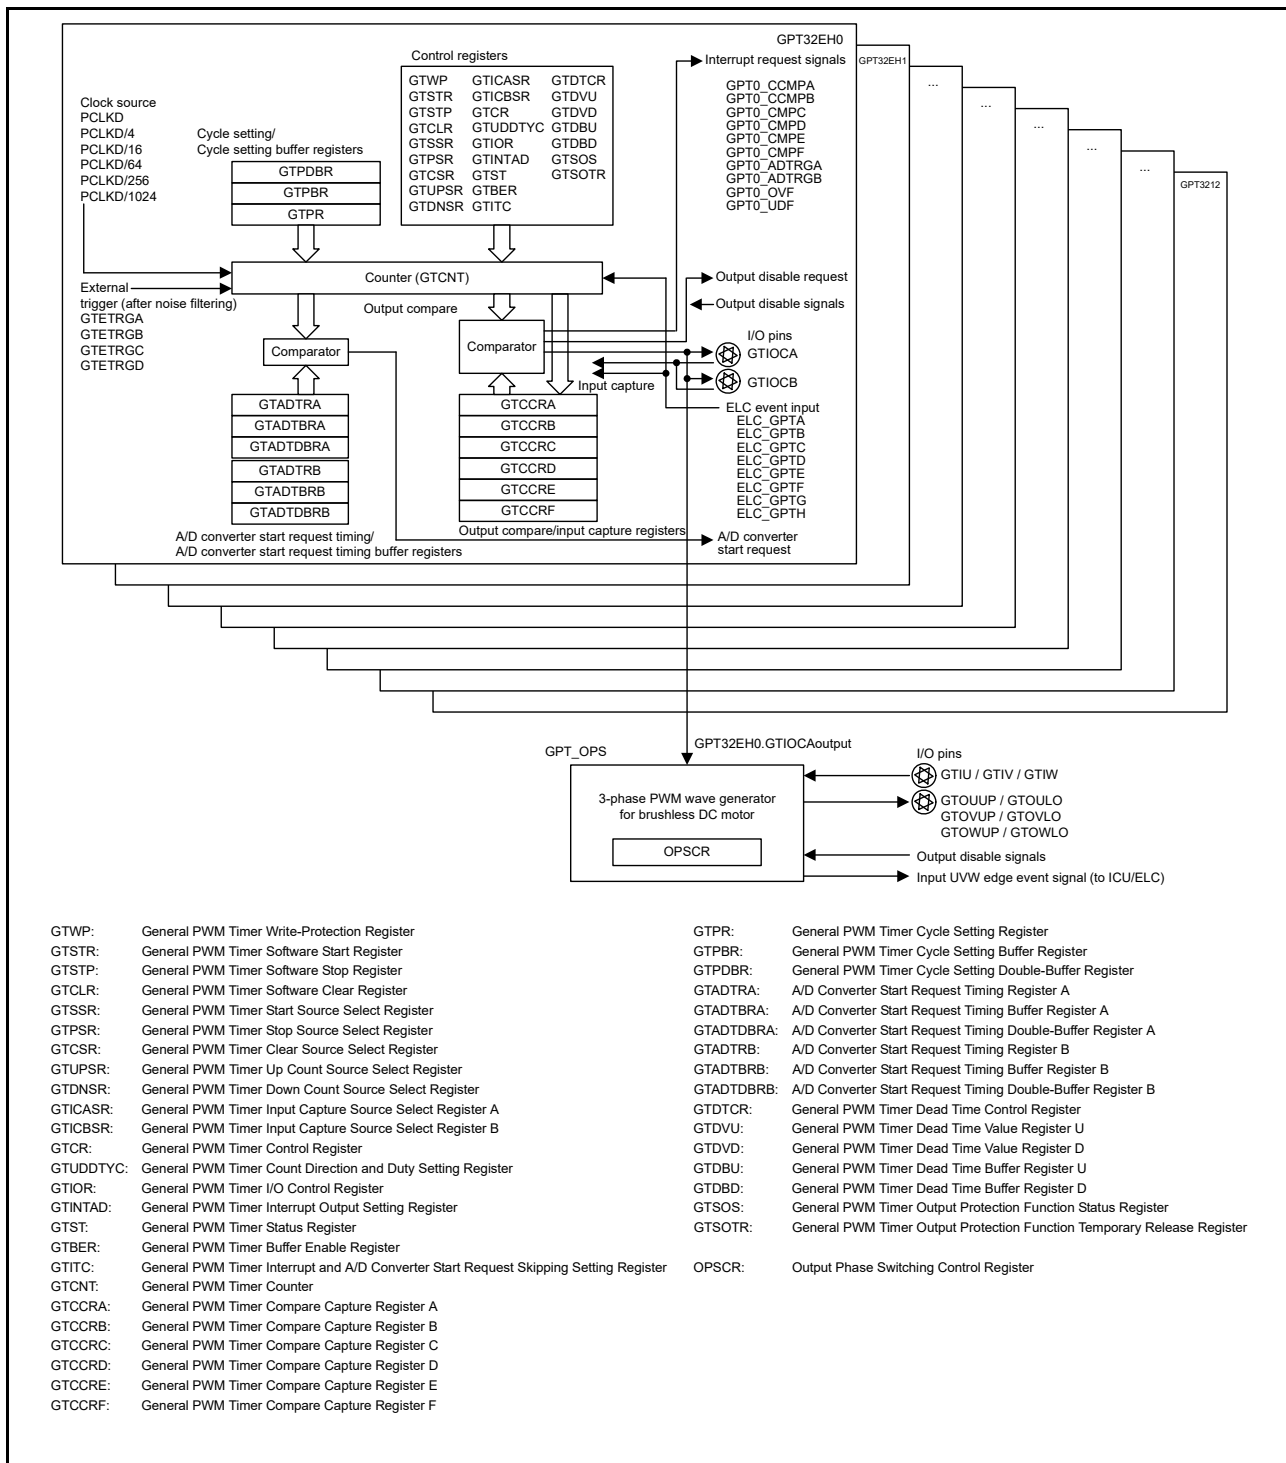 GPT32EH0
GPT32EH1
...
...
...
...
...
GPT3212
Control registers
GTWP GTICASR GTDTCR
GTSTR GTICBSR GTDVU
GTSTP GTCR GTDVD
GTCLR GTUDDTYC GTDBU
GTSSR GTIOR GTDBD
GTPSR GTINTAD GTSOS
GTCSR GTST GTSOTR
GTUPSR GTBER
GTDNSR GTITC
Interrupt request signals
GPT0_CCMPA
GPT0_CCMPB
GPT0_CMPC
GPT0_CMPD
GPT0_CMPE
GPT0_CMPF
GPT0_ADTRGA
GPT0_ADTRGB
GPT0_OVF
GPT0_UDF
Clock source
PCLKD
PCLKD/4
PCLKD/16
PCLKD/64
PCLKD/256
PCLKD/1024
Cycle setting/
Cycle setting buffer registers
GTPDBR
GTPBR
GTPR
Counter (GTCNT)
External
trigger (after noise filtering)
GTETRGA
GTETRGB
GTETRGC
GTETRGD
Output compare
Output disable request
Output disable signals
Comparator
Comparator
I/O pins
GTIOCA
GTIOCB
Input capture
GTADTRA
GTADTBRA
GTADTDBRA
GTADTRB
GTADTBRB
GTADTDBRB
GTCCRA
GTCCRB
GTCCRC
GTCCRD
GTCCRE
GTCCRF
ELC event input
ELC_GPTA
ELC_GPTB
ELC_GPTC
ELC_GPTD
ELC_GPTE
ELC_GPTF
ELC_GPTG
ELC_GPTH
A/D converter start request timing/
A/D converter start request timing buffer registers
Output compare/input capture registers
A/D converter
start request
GPT_OPS
GPT32EH0.GTIOCAoutput
3-phase PWM wave generator
for brushless DC motor
OPSCR
I/O pins
GTIU / GTIV / GTIW
GTOUUP / GTOULO
GTOVUP / GTOVLO
GTOWUP / GTOWLO
Output disable signals
Input UVW edge event signal (to ICU/ELC)
GTWP: General PWM Timer Write-Protection Register
GTSTR: General PWM Timer Software Start Register
GTSTP: General PWM Timer Software Stop Register
GTCLR: General PWM Timer Software Clear Register
GTSSR: General PWM Timer Start Source Select Register
GTPSR: General PWM Timer Stop Source Select Register
GTCSR: General PWM Timer Clear Source Select Register
GTUPSR: General PWM Timer Up Count Source Select Register
GTDNSR: General PWM Timer Down Count Source Select Register
GTICASR: General PWM Timer Input Capture Source Select Register A
GTICBSR: General PWM Timer Input Capture Source Select Register B
GTCR: General PWM Timer Control Register
GTUDDTYC: General PWM Timer Count Direction and Duty Setting Register
GTIOR: General PWM Timer I/O Control Register
GTINTAD: General PWM Timer Interrupt Output Setting Register
GTST: General PWM Timer Status Register
GTBER: General PWM Timer Buffer Enable Register
GTITC: General PWM Timer Interrupt and A/D Converter Start Request Skipping Setting Register
GTCNT: General PWM Timer Counter
GTCCRA: General PWM Timer Compare Capture Register A
GTCCRB: General PWM Timer Compare Capture Register B
GTCCRC: General PWM Timer Compare Capture Register C
GTCCRD: General PWM Timer Compare Capture Register D
GTCCRE: General PWM Timer Compare Capture Register E
GTCCRF: General PWM Timer Compare Capture Register F
GTPR: General PWM Timer Cycle Setting Register
GTPBR: General PWM Timer Cycle Setting Buffer Register
GTPDBR: General PWM Timer Cycle Setting Double-Buffer Register
GTADTRA: A/D Converter Start Request Timing Register A
GTADTBRA: A/D Converter Start Request Timing Buffer Register A
GTADTDBRA: A/D Converter Start Request Timing Double-Buffer Register A
GTADTRB: A/D Converter Start Request Timing Register B
GTADTBRB: A/D Converter Start Request Timing Buffer Register B
GTADTDBRB: A/D Converter Start Request Timing Double-Buffer Register B
GTDTCR: General PWM Timer Dead Time Control Register
GTDVU: General PWM Timer Dead Time Value Register U
GTDVD: General PWM Timer Dead Time Value Register D
GTDBU: General PWM Timer Dead Time Buffer Register U
GTDBD: General PWM Timer Dead Time Buffer Register D
GTSOS: General PWM Timer Output Protection Function Status Register
GTSOTR: General PWM Timer Output Protection Function Temporary Release Register
OPSCR: Output Phase Switching Control Register